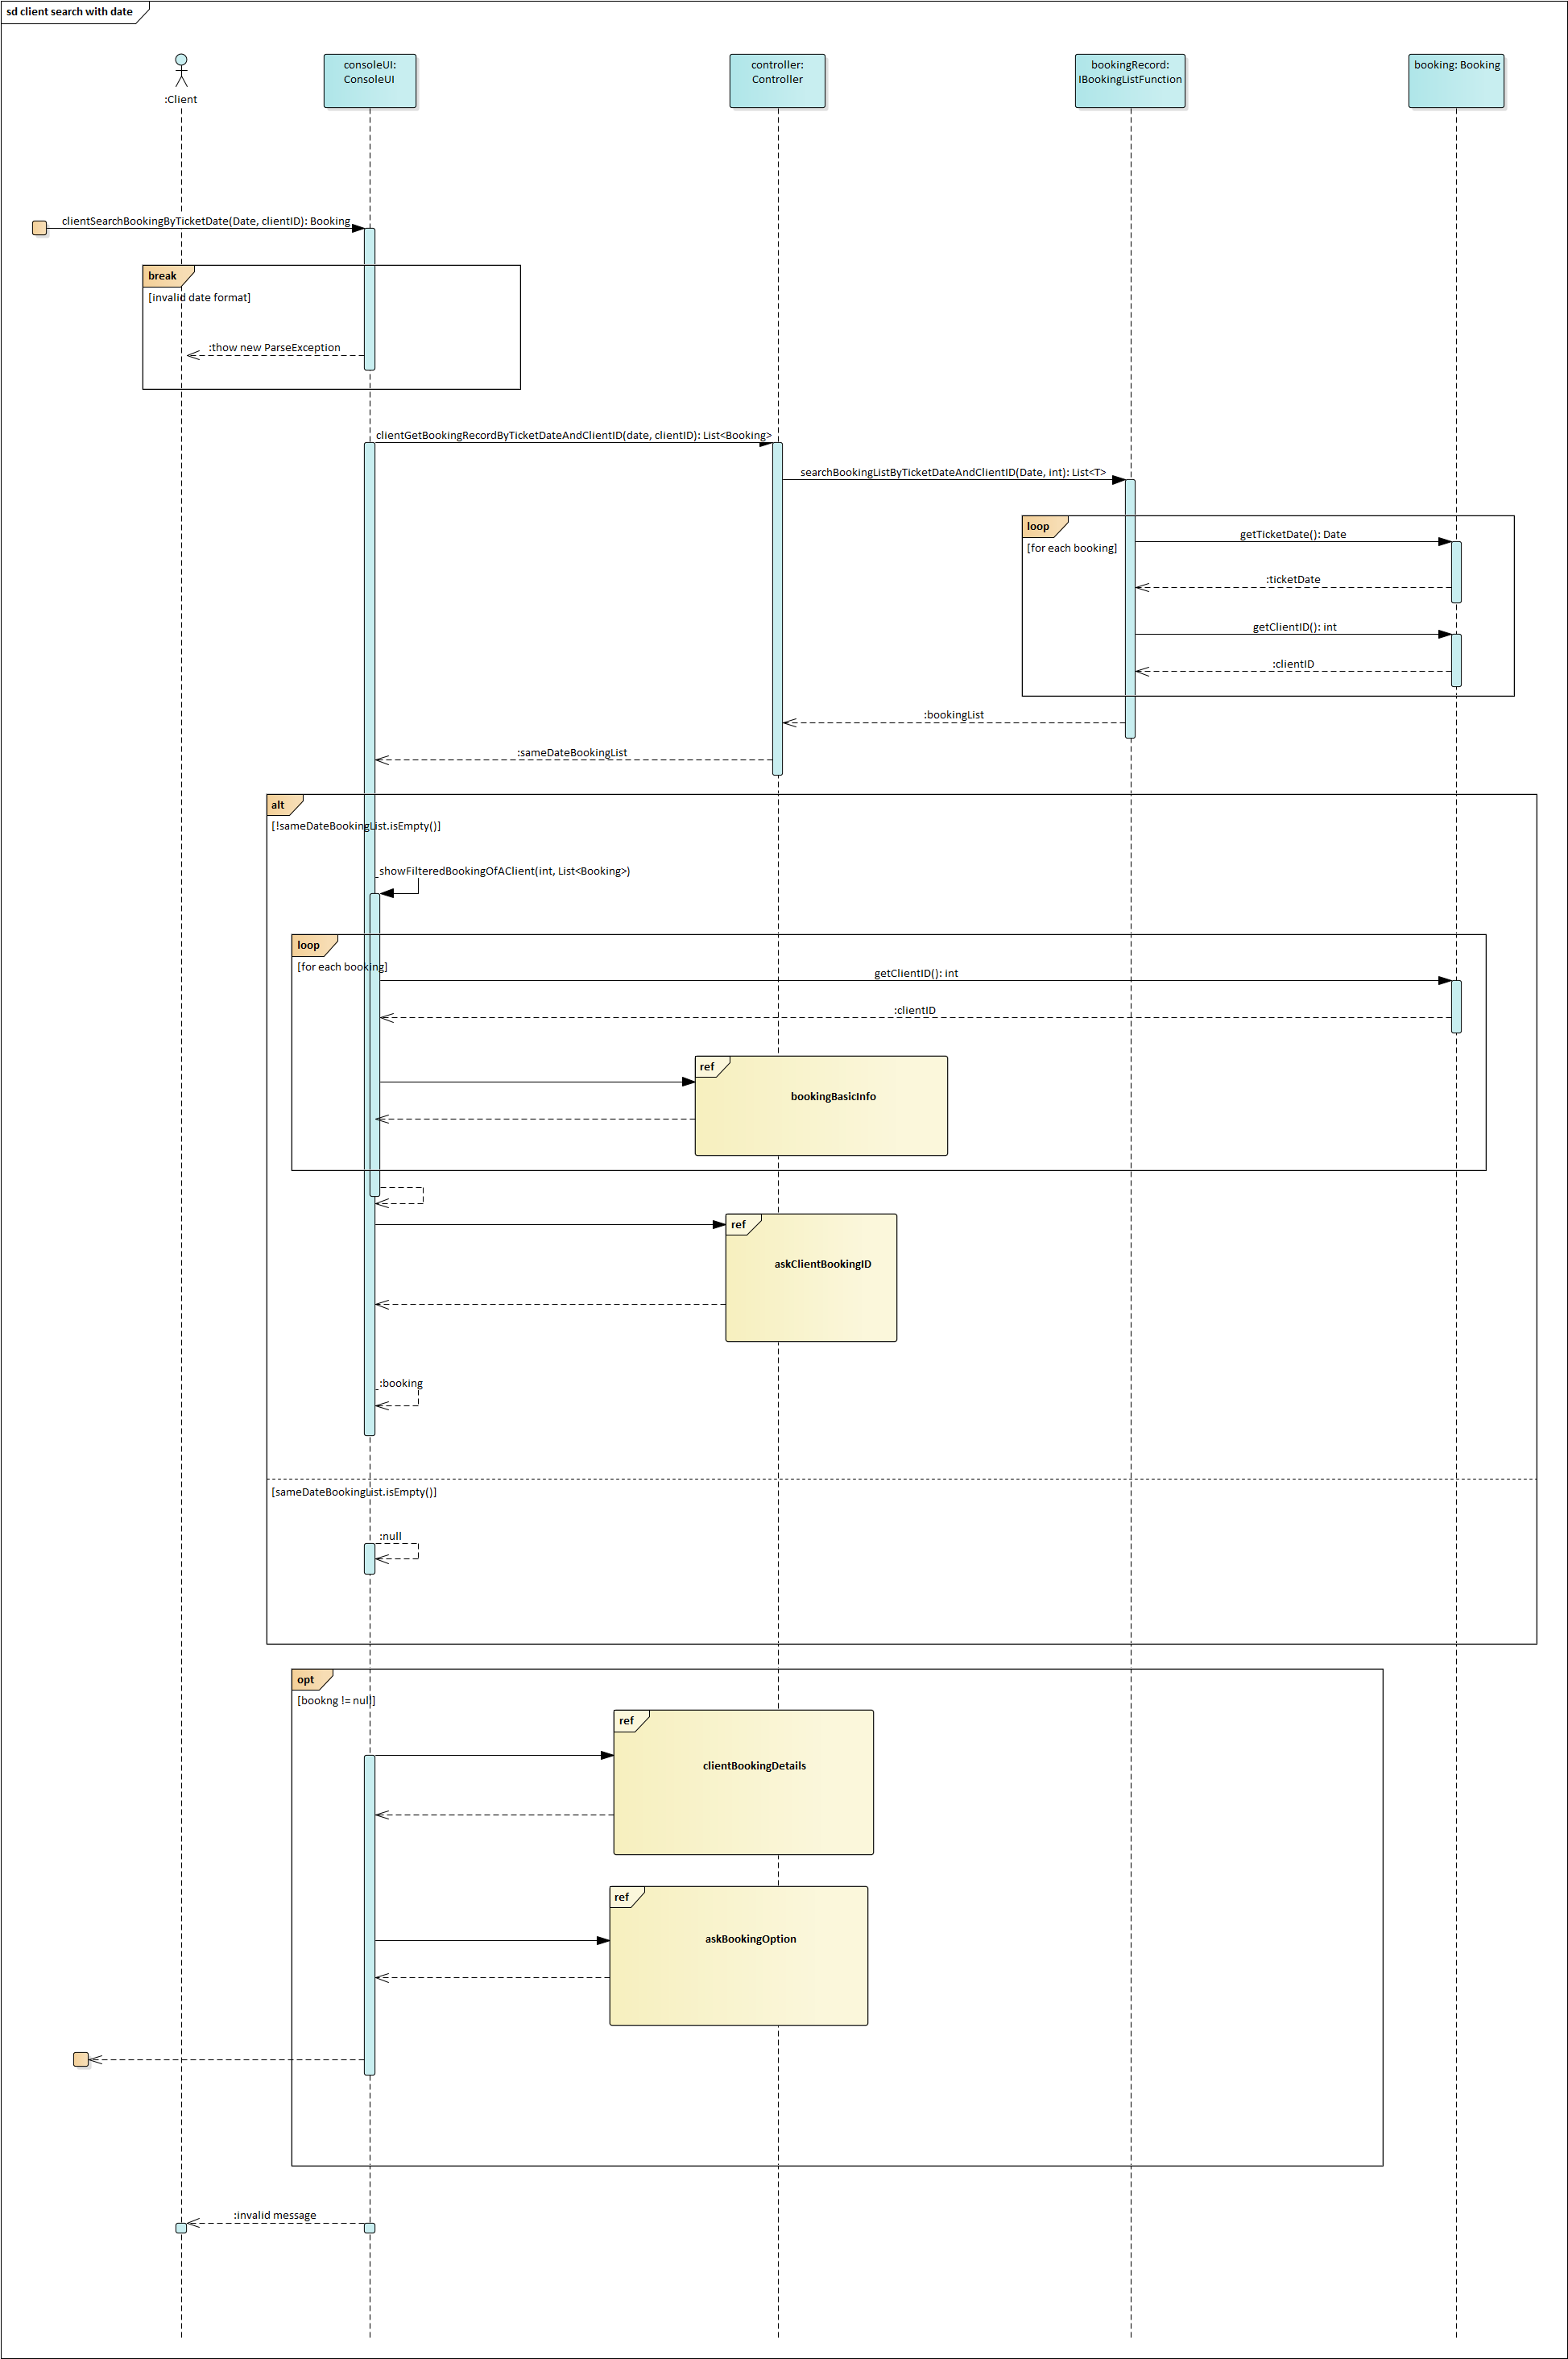 sd client search with date
:Client
consoleUI:
ConsoleUI
controller:
Controller
bookingRecord:
IBookingListFunction
booking: Booking
clientSearchBookingByTicketDate(Date, clientID): Booking
break
[invalid date format]
:thow new ParseException
clientGetBookingRecordByTicketDateAndClientID(date, clientID): List<Booking>
searchBookingListByTicketDateAndClientID(Date, int): List<T>
loop
[for each booking]
getTicketDate(): Date
:ticketDate
getClientID(): int
:clientID
:bookingList
:sameDateBookingList
alt
[!sameDateBookingList.isEmpty()]
showFilteredBookingOfAClient(int, List<Booking>)
loop
[for each booking]
getClientID(): int
:clientID
ref
bookingBasicInfo
ref
askClientBookingID
:booking
[sameDateBookingList.isEmpty()]
:null
opt
[bookng != null]
ref
clientBookingDetails
ref
askBookingOption
:invalid message